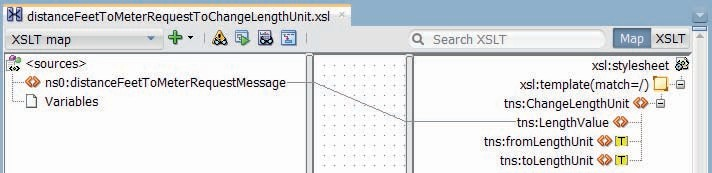 distanceFeetToMeterRequestToChangeLengthUnit.xsl
XSLT map
Search XSLT
Map XSLT
<sources>
ns0:distanceFeetToMeterRequestMessage
Variables
xsl:stylesheet
xsl:template(match=/)
tns:ChangeLengthUnit
tns:LengthValue
tns:fromLengthUnit T
tns:toLengthUnit T